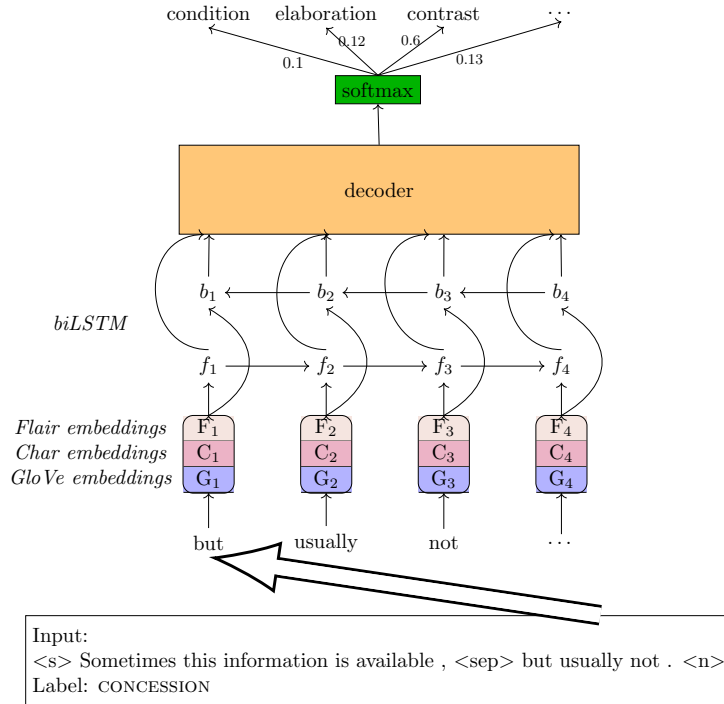 condition elaboration contrast ...
0.1 0.12 0.6 0.13
softmax
decoder
b1 b2 b3 b4
biLSTM
f1 f2 f3 f4
Flair embeddings F1 F2 F3 F4
Char embeddings C1 C2 C3 C4
GloVe embeddings G1 G2 G3 G4
but usually not ...
Input:
<s> Sometimes this information is available , <sep> but usually not . <n>
Label: CONCESSION